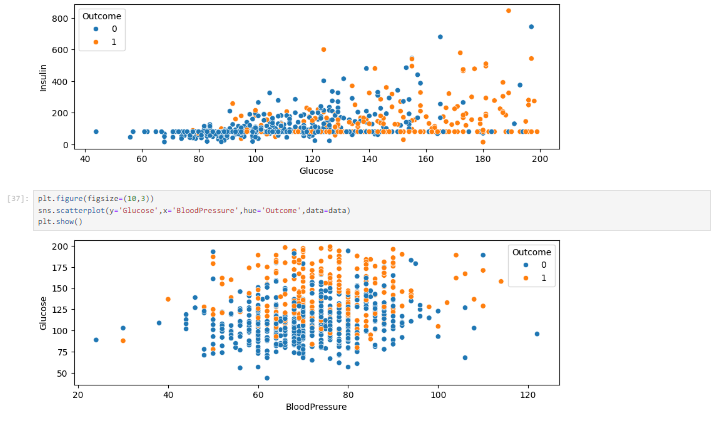 800
600
400
200
0
Insulin
Outcome
0
1
40 60 80 100 120 140 160 180 200
Glucose
[37]: plt.figure(figsize=(10,3))
sns.scatterplot(y='Glucose',x='BloodPressure',hue='Outcome',data=data)
plt.show()
200
175
150
125
100
75
50
Glucose
Outcome
0
1
20 40 60 80 100 120
BloodPressure